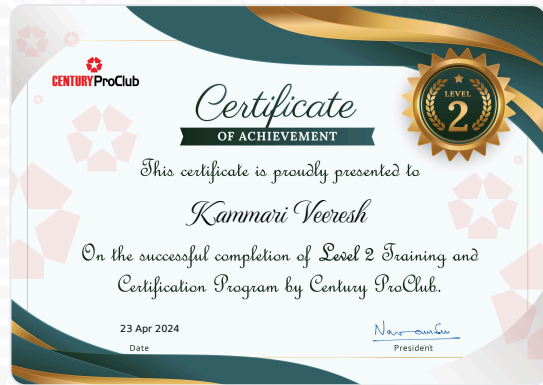 CENTURY ProClub
Certificate
OF ACHIEVEMENT
LEVEL
2
This certificate is proudly presented to
Kammari Veeresh
On the successful completion of Level 2 Training and
Certification Program by Century ProClub.
23 Apr 2024
Date
President